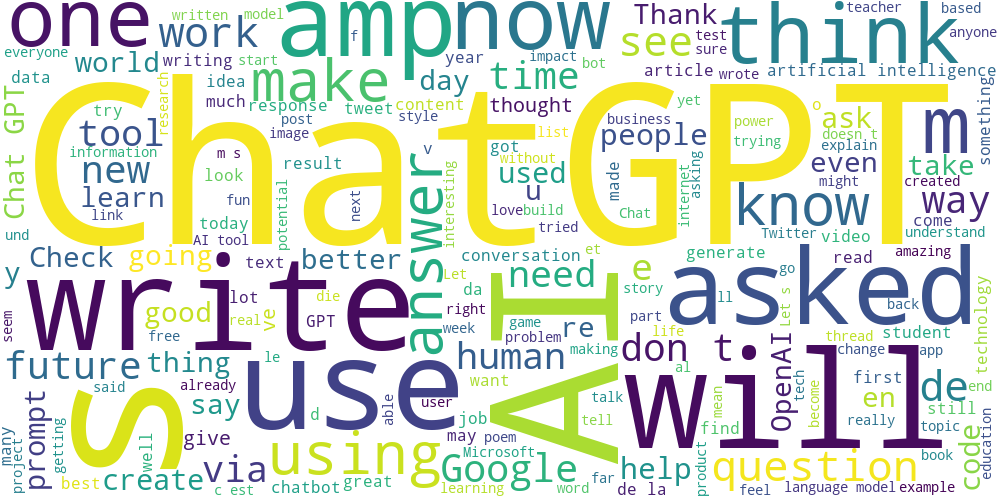 one
work
amp
now
think
Thank
see
ChatGPT
written
model
writing
start
f
impact
bot
year
test
sure
teacher
based
anyone
wrote
article
artificial intelligence
everyone
world
data
idea
make
day
time
much
response
tweet
content
thought
style
post
image
try
research
information
tool
Chat GPT
new
learn
link
m s
look
fun
today
AI tool
result
potential
next
v
answer
interesting
got
without
list
used
u
love
build
tried
made
business
people
yet
power
trying
o
doesn t
explain
ask
m
even
might
take
created
something
way
come
understand
know
Chat
internet
asking
Twitter
video
amazing
read
und
y
Check
going
text
better
conversation
et
Let
da
need
e
generate
Let s
go
asked
write
lot
good
ve
real
GPT
die
right
week
game
problem
story
re
ll
part
life
back
student
technology
seem
free
future
thing
le
human
making
don t
thread
change
app
AI
al
OpenAI
tech
will
S
use
said
already
say
want
job
talk
tell
first
de
en
still
end
many
project
getting
prompt
give
d
able
user
may
poem
find
mean
become
really
topic
code
education
well
best
create
via
c est
using
chatbot
great
Microsoft
Google
learning
word
far
help
de la
product
question
feel
language model
book
example